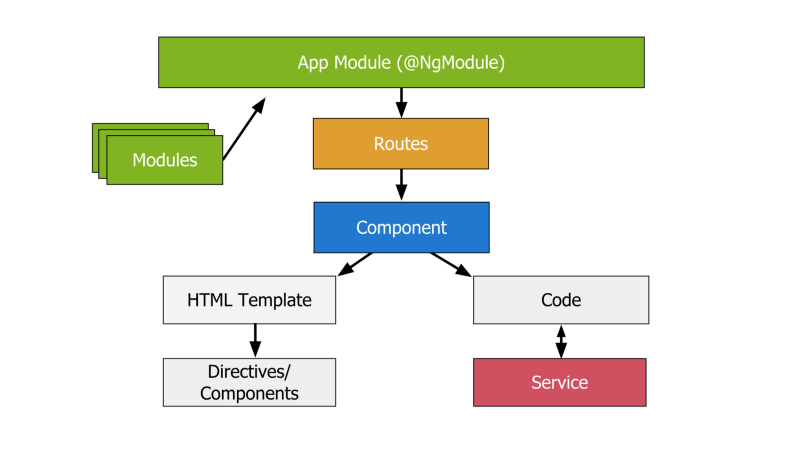 App Module (@NgModule)
Routes
Modules
Component
HTML Template
Code
Directives/
Components
Service